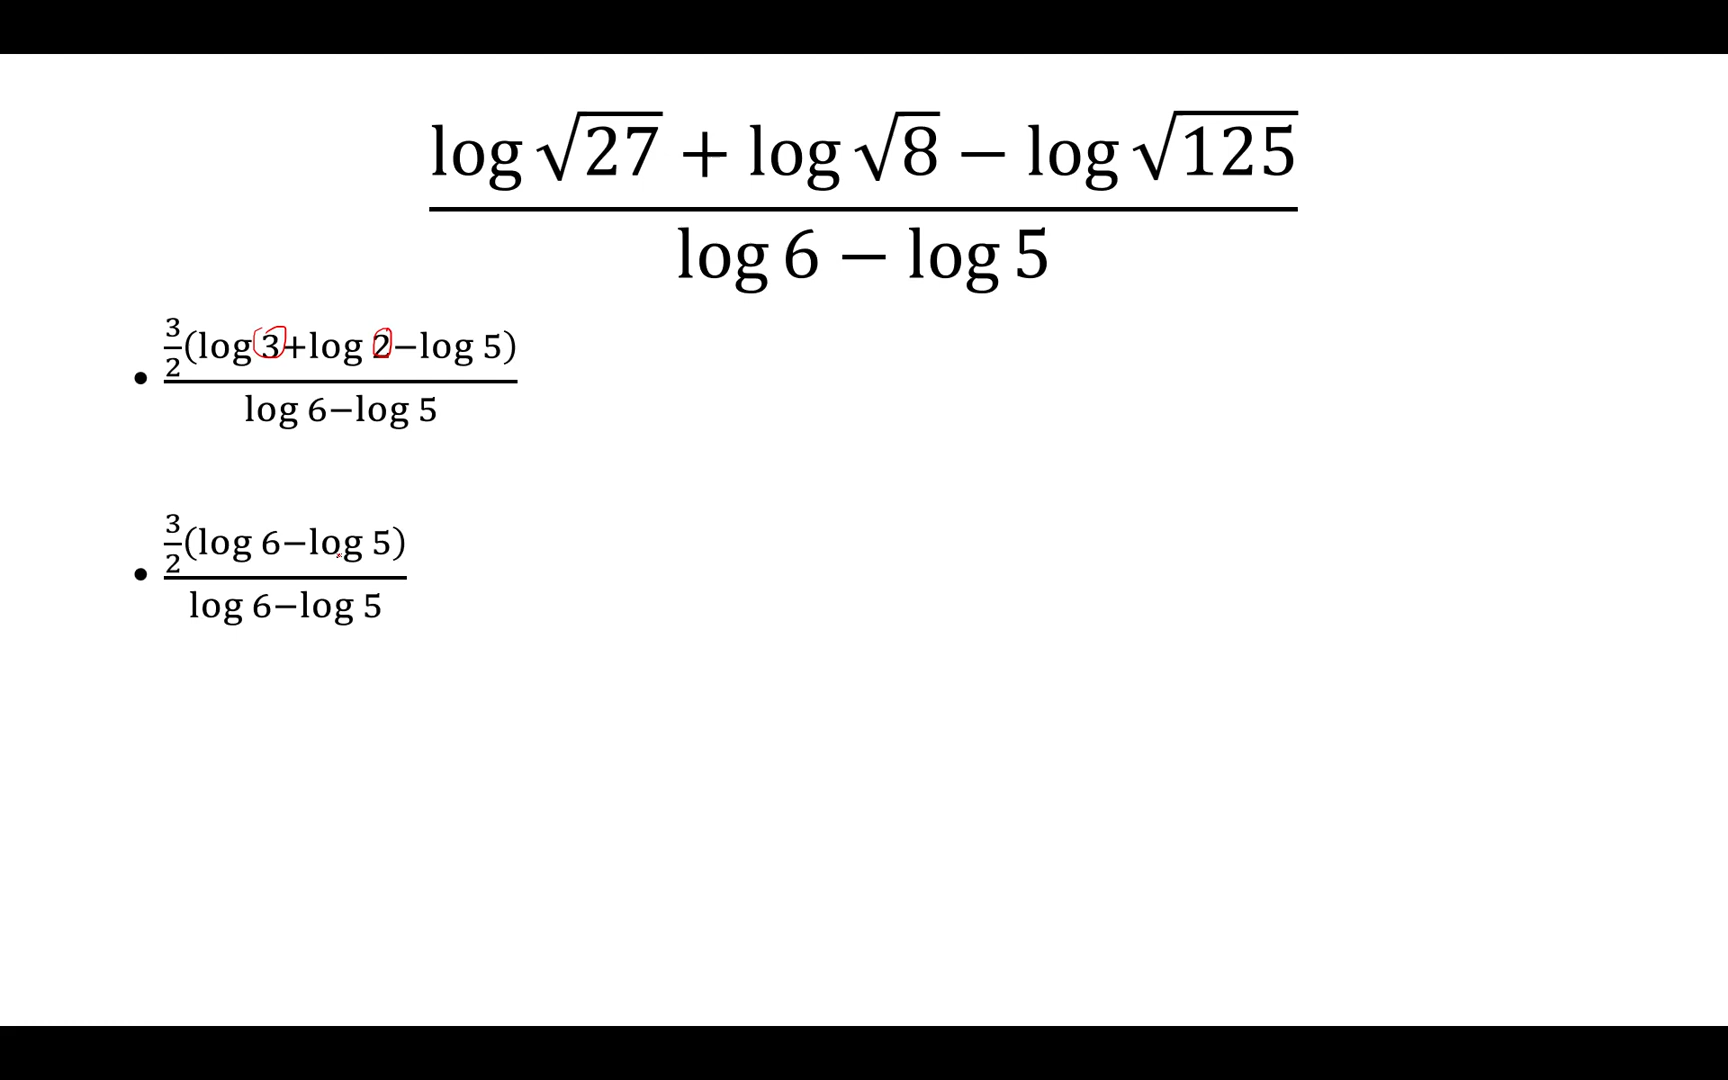 log √27 + log √8 − log √125
log 6 − log 5
• 3/2 (log 3+log 2−log 5)
log 6−log 5
• 3/2 (log 6−log 5)
log 6−log 5